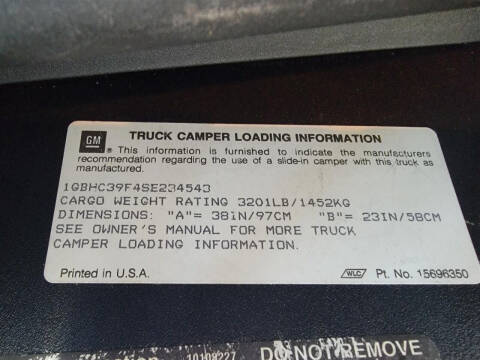 GM ®
TRUCK CAMPER LOADING INFORMATION
This information is furnished to indicate the manufacturers
recommendation regarding the use of a slide-in camper with this truck as
manufactured.
1GBHC39F4SE234543
CARGO WEIGHT RATING 3201LB/1452KG
DIMENSIONS: "A"= 38IN/97CM "B"= 23IN/58CM
SEE OWNER'S MANUAL FOR MORE TRUCK
CAMPER LOADING INFORMATION.
Printed in U.S.A. WLC Pt. No. 15696350
10108227 DO NOT REMOVE